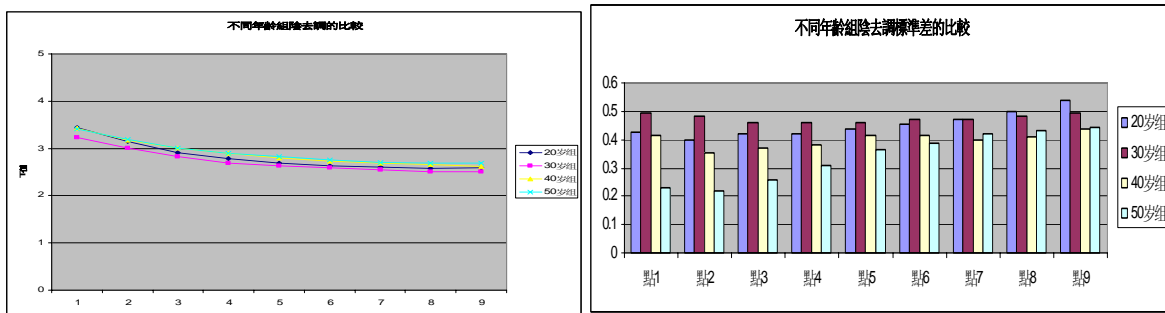 不同年齡組陰去調的比較
5
4
3
2
1
0
T值
1 2 3 4 5 6 7 8 9
20岁组
30岁组
40岁组
50岁组
不同年齡組陰去調標準差的比較
0.6
0.5
0.4
0.3
0.2
0.1
0
點1 點2 點3 點4 點5 點6 點7 點8 點9
20岁组
30岁组
40岁组
50岁组